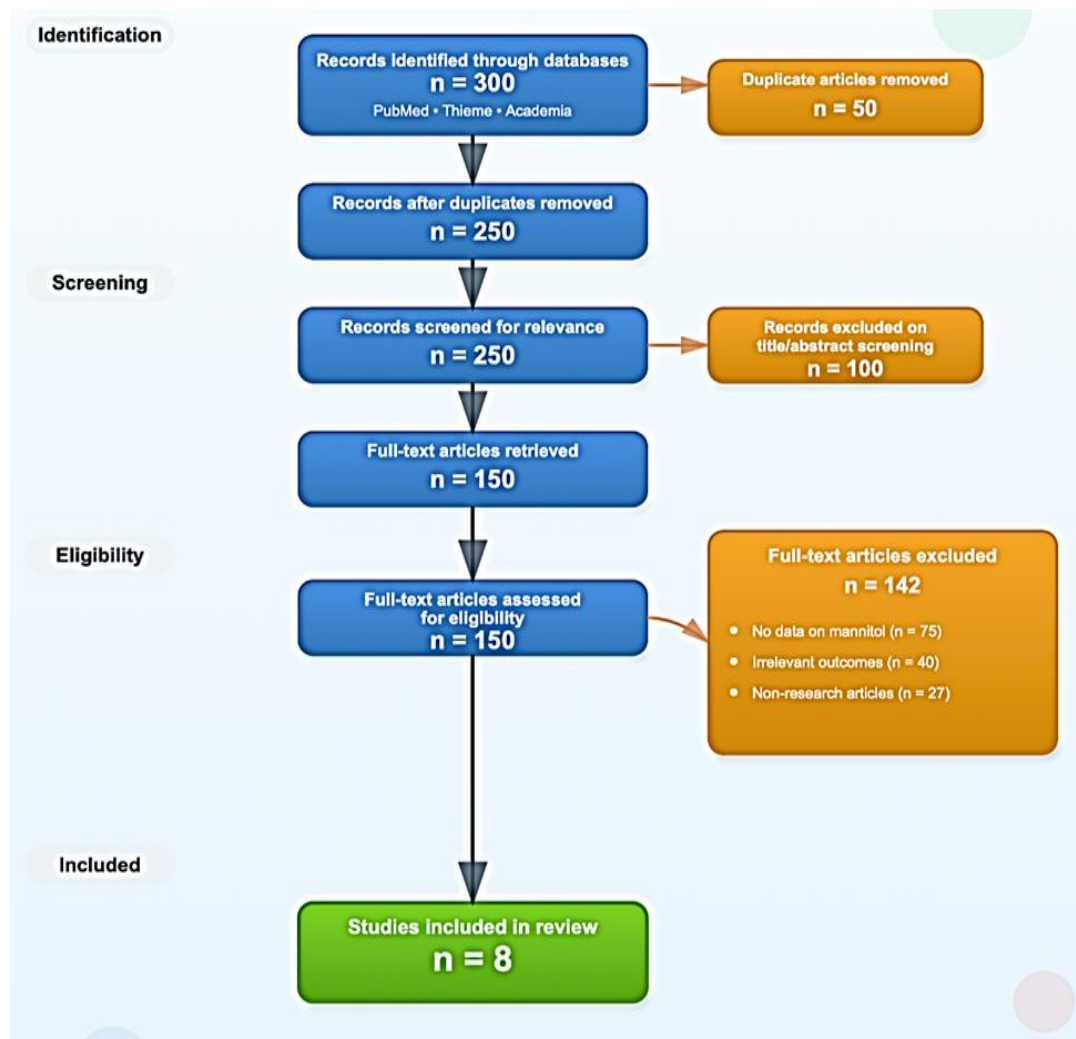 Identification
Records identified through databases
n = 300
PubMed • Thieme • Academia
Duplicate articles removed
n = 50
Records after duplicates removed
n = 250
Screening
Records screened for relevance
n = 250
Records excluded on
title/abstract screening
n = 100
Full-text articles retrieved
n = 150
Eligibility
Full-text articles assessed
for eligibility
n = 150
Full-text articles excluded
n = 142
• No data on mannitol (n = 75)
• Irrelevant outcomes (n = 40)
• Non-research articles (n = 27)
Included
Studies included in review
n = 8